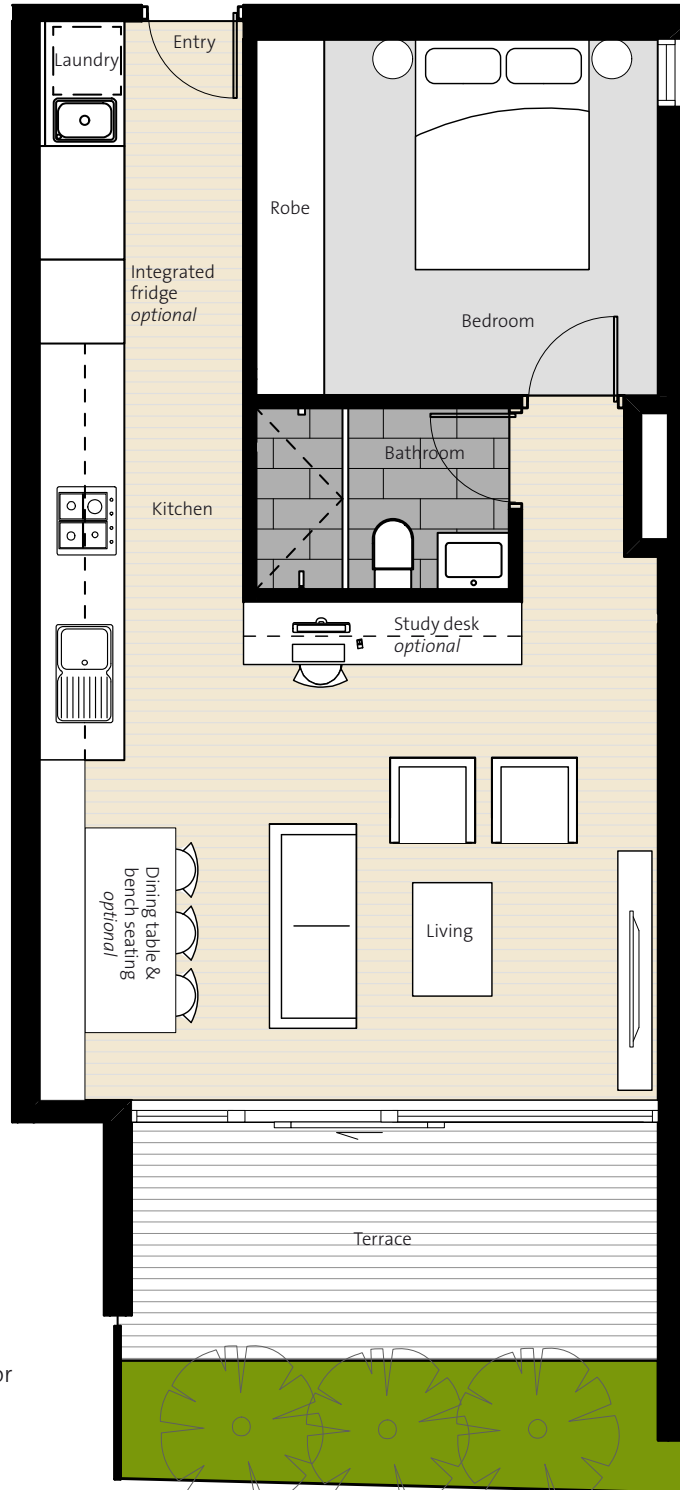 Entry
Laundry
Robe
Integrated
fridge
optional
Bedroom
Bathroom
Kitchen
Study desk
optional
Dining table &
bench seating
optional
Living
Terrace
or